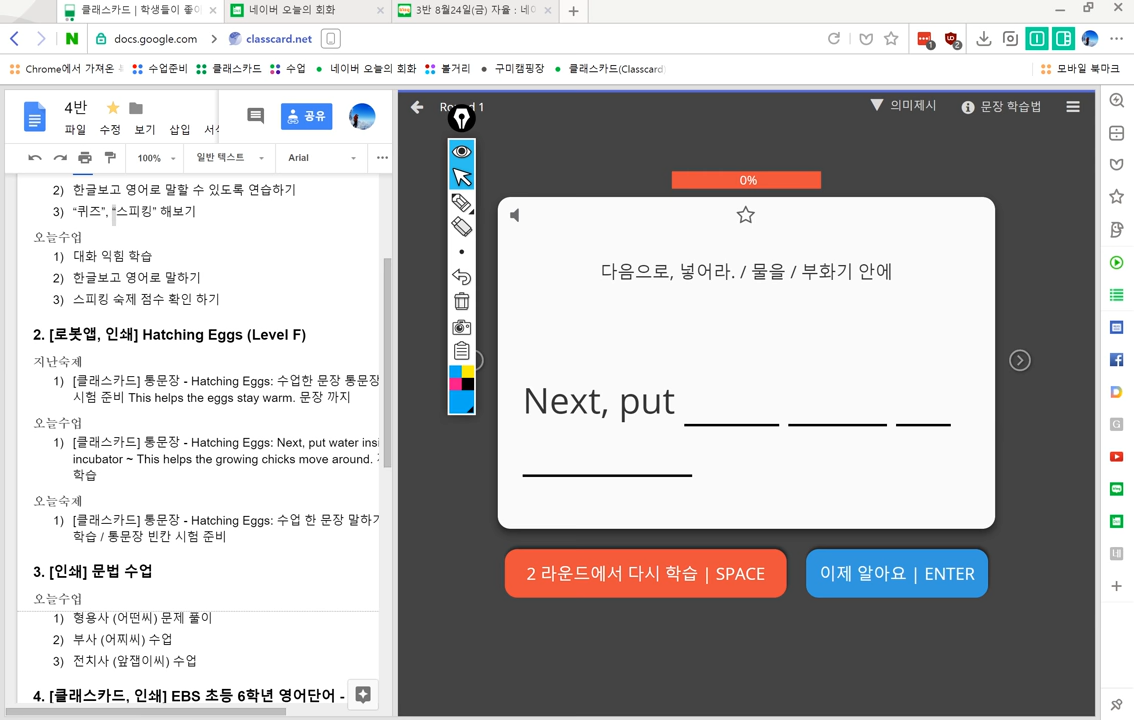 클래스카드 | 학생들이 좋아
네이버 오늘의 회화
3반 8월24일(금) 자율 : 네이
docs.google.com
classcard.net
Chrome에서 가져온
수업준비
클래스카드
수업
네이버 오늘의 회화
볼거리
구미캠핑장
클래스카드(Classcard
모바일 북마크
4반
파일 수정 보기 삽입 서식
공유
100%
일반 텍스트
Arial
2) 한글보고 영어로 말할 수 있도록 연습하기
3) “퀴즈”, “스피킹” 해보기
오늘수업
1) 대화 익힘 학습
2) 한글보고 영어로 말하기
3) 스피킹 숙제 점수 확인 하기
2. [로봇앱, 인쇄] Hatching Eggs (Level F)
지난숙제
1) [클래스카드] 통문장 - Hatching Eggs: 수업한 문장 통문장
시험 준비 This helps the eggs stay warm. 문장 까지
오늘수업
1) [클래스카드] 통문장 - Hatching Eggs: Next, put water insi
incubator ~ This helps the growing chicks move around.
학습
오늘숙제
1) [클래스카드] 통문장 - Hatching Eggs: 수업 한 문장 말하기
학습 / 통문장 빈칸 시험 준비
3. [인쇄] 문법 수업
오늘수업
1) 형용사 (어떤씨) 문제 풀이
2) 부사 (어찌씨) 수업
3) 전치사 (앞잡이씨) 수업
4. [클래스카드, 인쇄] EBS 초등 6학년 영어단어 -
1
의미제시
문장 학습법
0%
다음으로, 넣어라. / 물을 / 부화기 안에
Next, put
2 라운드에서 다시 학습 | SPACE
이제 알아요 | ENTER